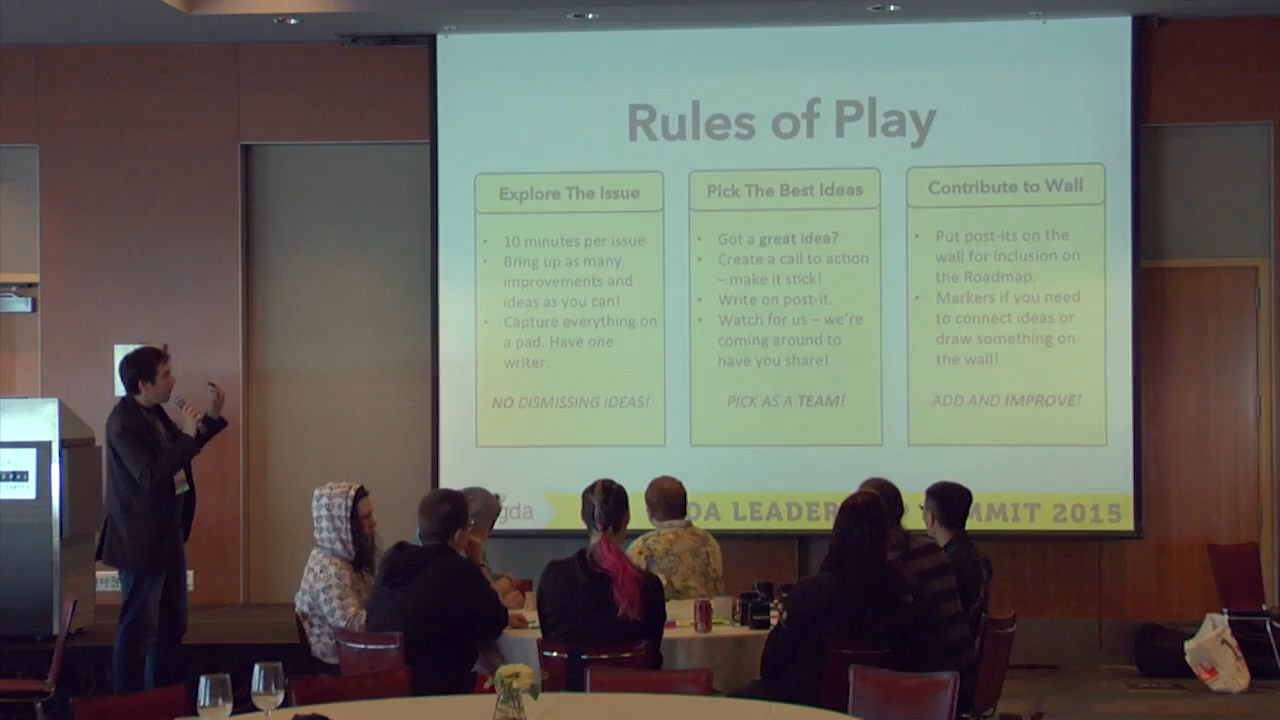 Rules of Play
Explore The Issue
• 10 minutes per issue
• Bring up as many
improvements and
ideas as you can!
• Capture everything on
a pad. Have one
writer.
NO DISMISSING IDEAS!
Pick The Best Ideas
• Got a great idea?
• Create a call to action
– make it stick!
• Write on post-it.
• Watch for us – we're
coming around to
have you share!
PICK AS A TEAM!
Contribute to Wall
• Put post-its on the
wall for inclusion on
the Roadmap.
• Markers if you need
to connect ideas or
draw something on
the wall!
ADD AND IMPROVE!
gda
DA LEADER P MMIT 2015